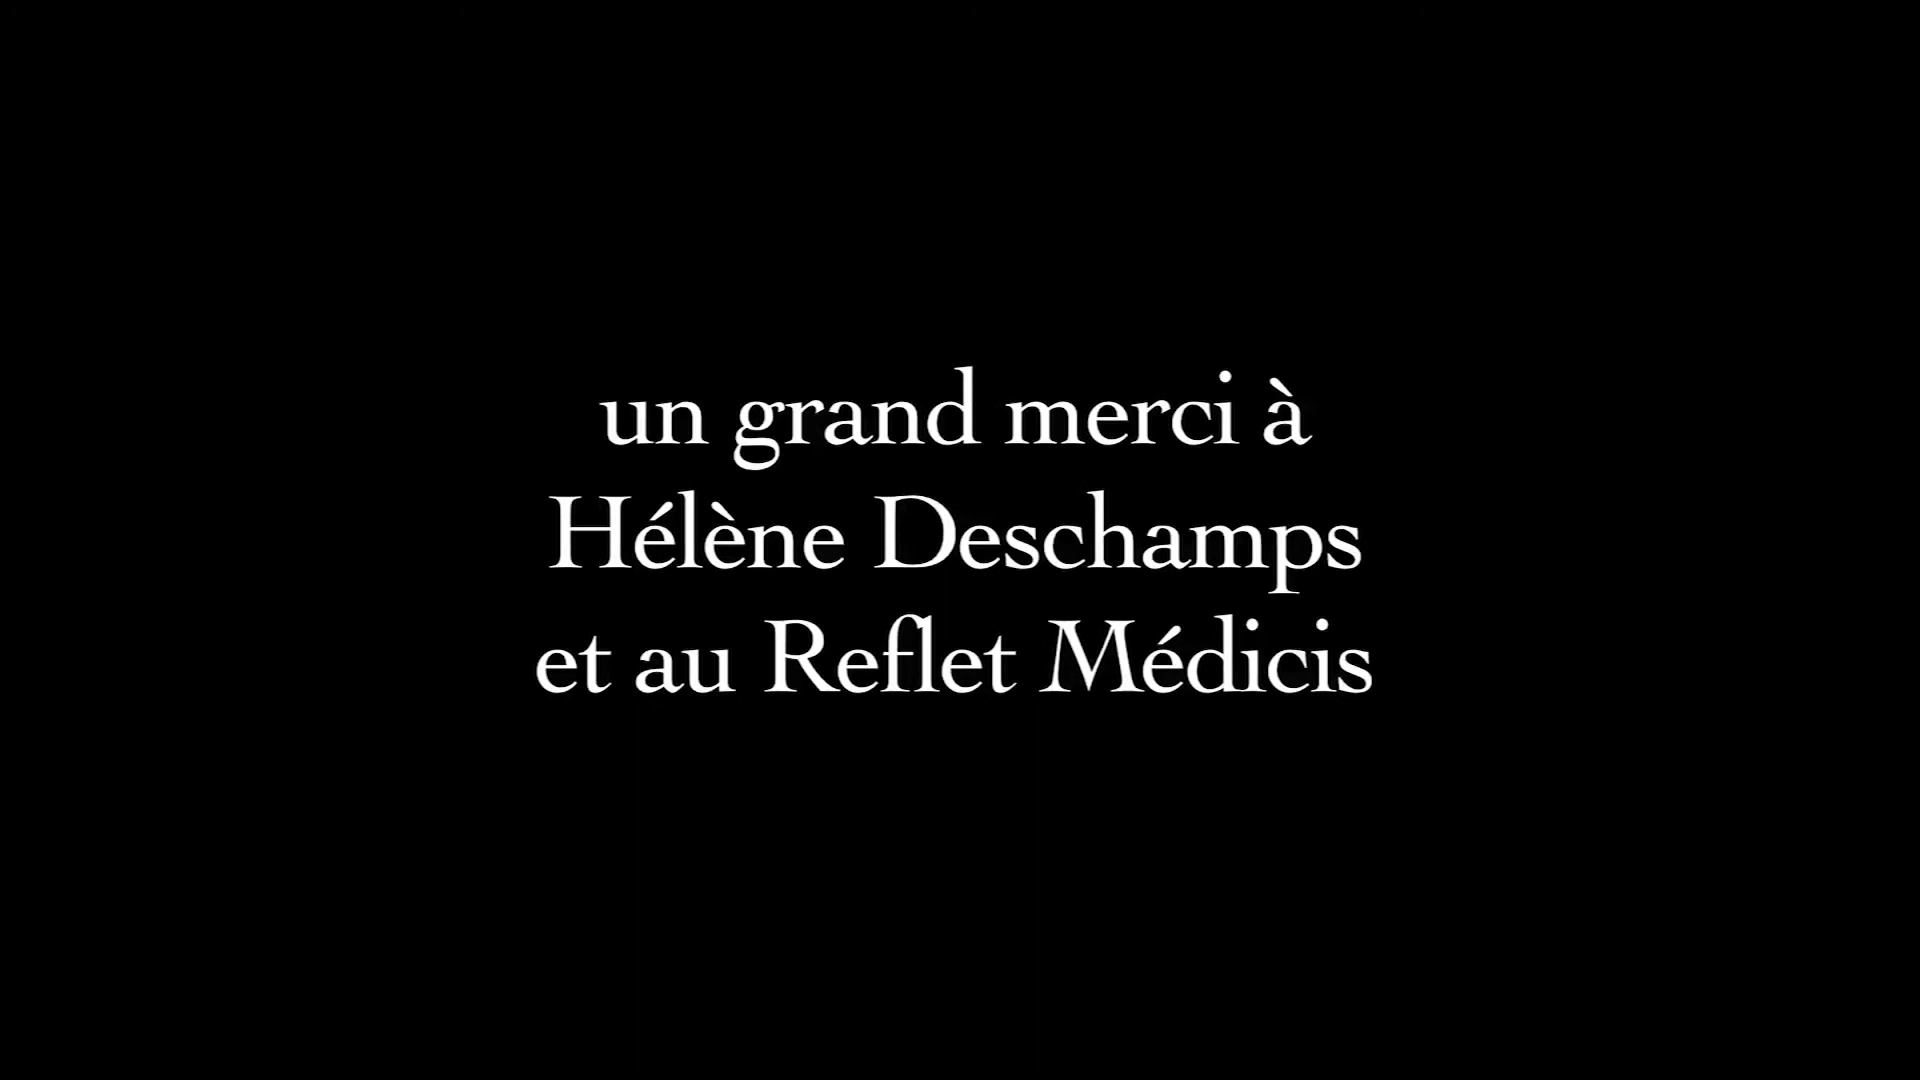 un grand merci à
Hélène Deschamps
et au Reflet Médicis